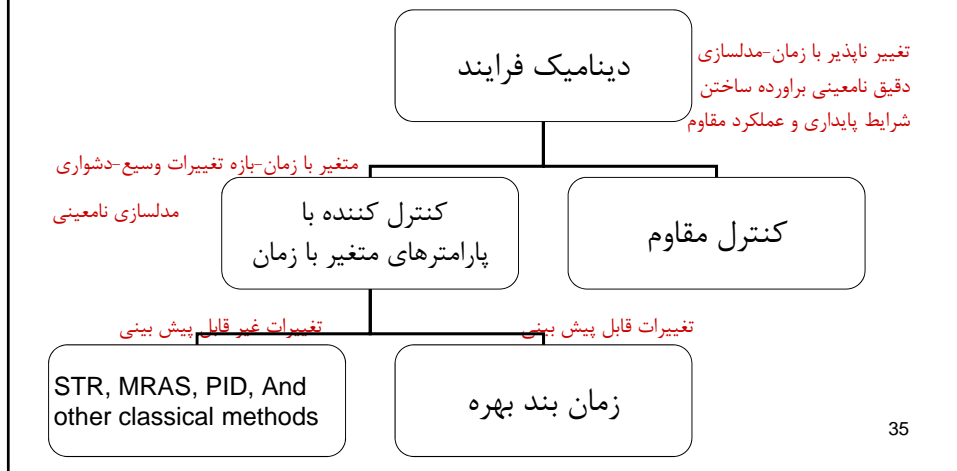 دینامیک فرایند
تغییر ناپذیر با زمان-مدلسازی
دقیق نامعینی براورده ساختن
شرایط پایداری و عملکرد مقاوم
متغیر با زمان-بازه تغییرات وسیع-دشواری
مدلسازی نامعینی
کنترل مقاوم
کنترل کننده با
پارامترهای متغیر با زمان
تغییرات قابل پیش بینی
تغییرات غیر قابل پیش بینی
زمان بند بهره
STR, MRAS, PID, And
other classical methods
35